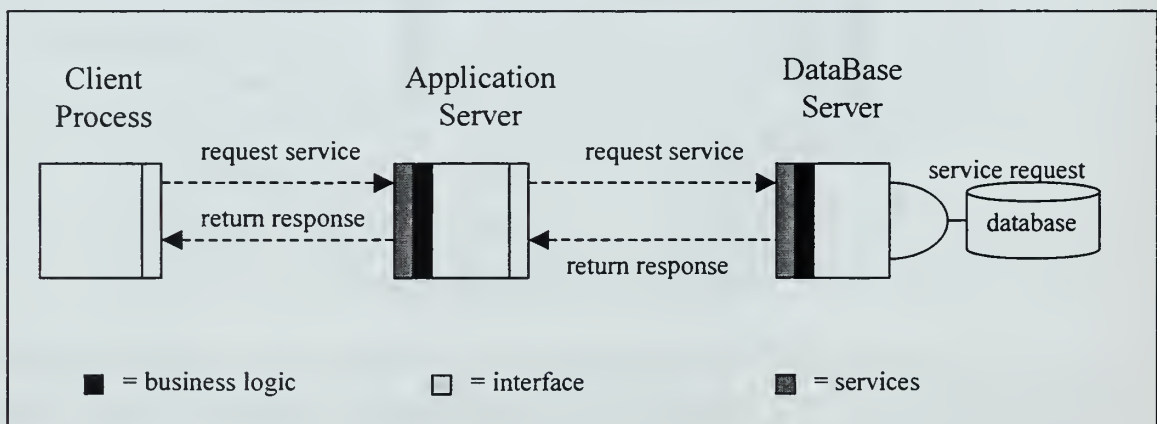 Client
Process
Application
Server
DataBase
Server
request service
return response
request service
return response
service request
database
= business logic
= interface
= services